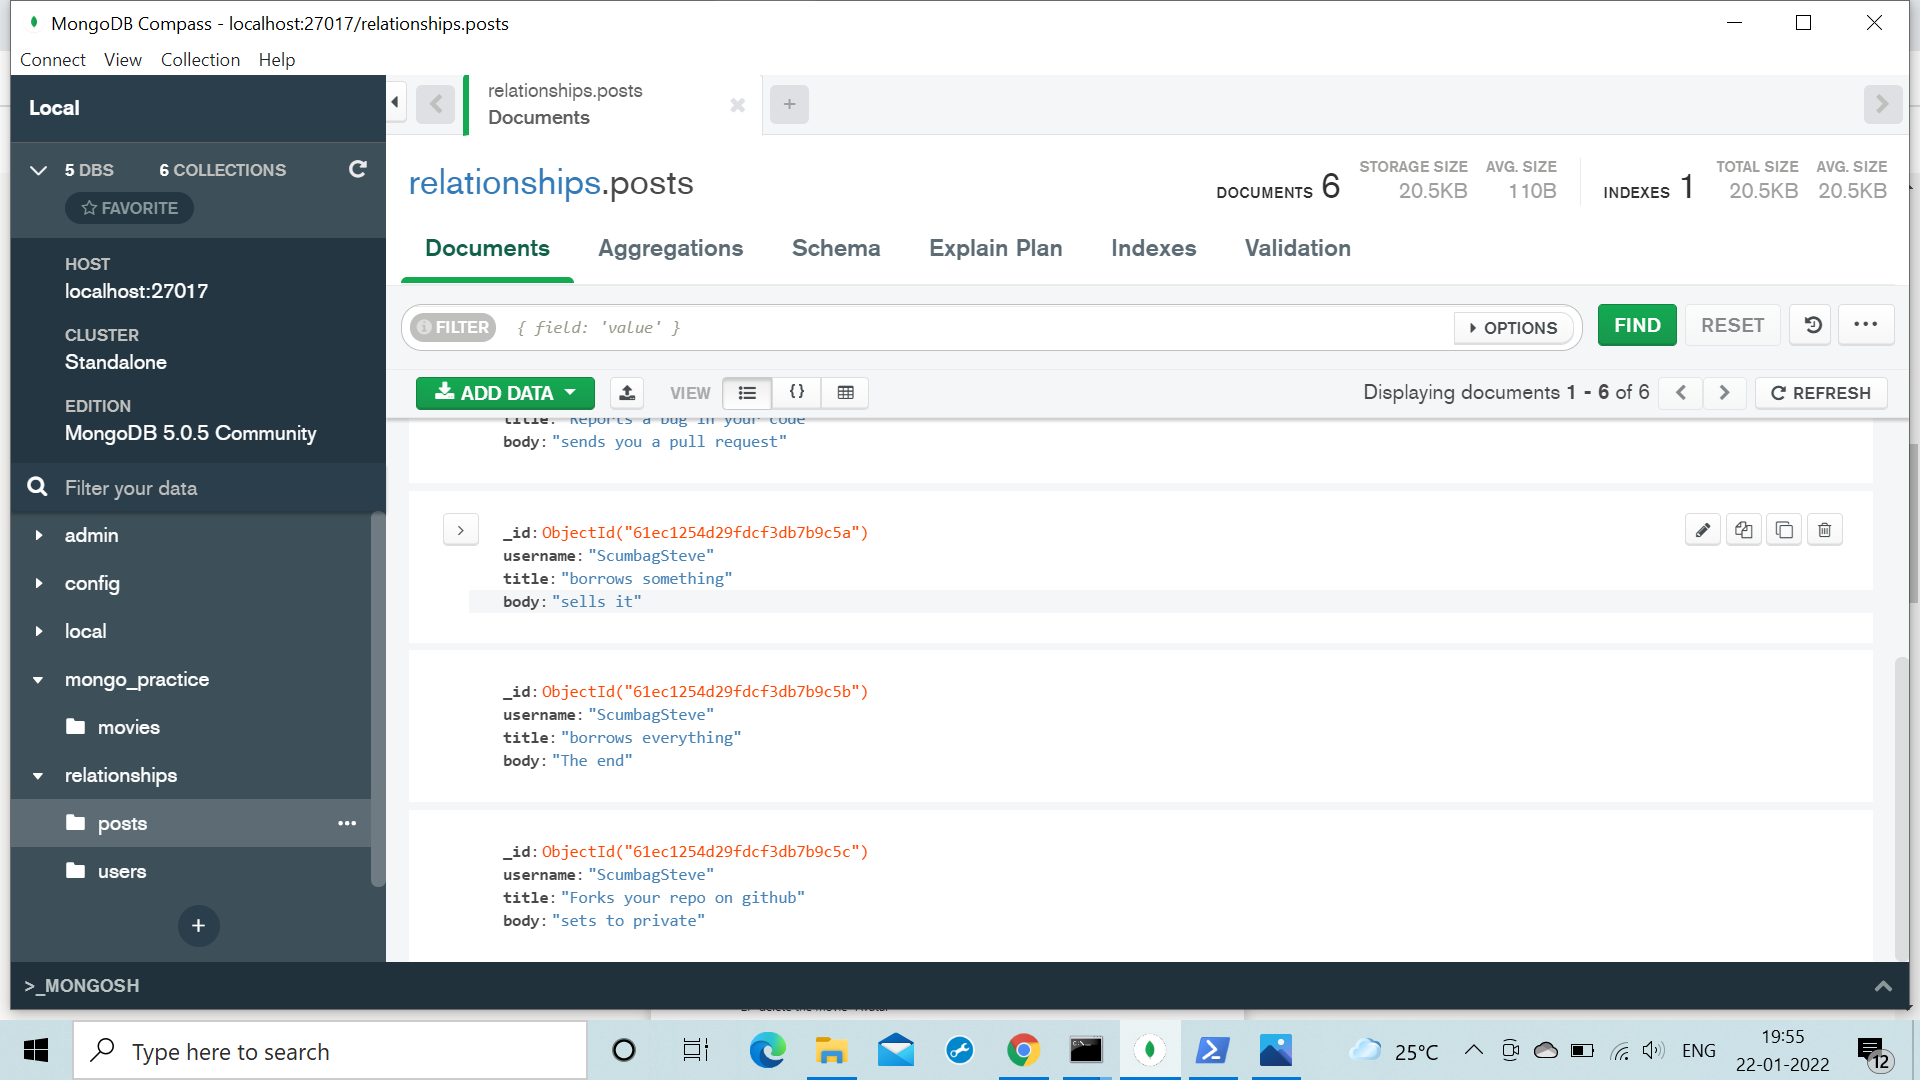 MongoDB Compass - localhost:27017/relationships.posts
Connect View Collection Help
Local
relationships.posts
Documents
5 DBS 6 COLLECTIONS
FAVORITE
relationships.posts
DOCUMENTS 6
STORAGE SIZE 20.5KB
AVG. SIZE 110B
INDEXES 1
TOTAL SIZE 20.5KB
AVG. SIZE 20.5KB
Documents Aggregations Schema Explain Plan Indexes Validation
HOST
localhost:27017
CLUSTER
Standalone
EDITION
MongoDB 5.0.5 Community
FILTER { field: 'value' } OPTIONS FIND RESET
ADD DATA VIEW {} Displaying documents 1 - 6 of 6 REFRESH
Filter your data
admin
config
local
mongo_practice
movies
relationships
posts
users
title: "Reports a bug in your code
body: "sends you a pull request"
_id: ObjectId("61ec1254d29fdcf3db7b9c5a")
username: "ScumbagSteve"
title: "borrows something"
body: "sells it"
_id: ObjectId("61ec1254d29fdcf3db7b9c5b")
username: "ScumbagSteve"
title: "borrows everything"
body: "The end"
_id: ObjectId("61ec1254d29fdcf3db7b9c5c")
username: "ScumbagSteve"
title: "Forks your repo on github"
body: "sets to private"
>_MONGOSH
Type here to search
25°C
ENG
19:55
22-01-2022
12